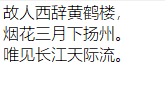 故人西辞黄鹤楼，
烟花三月下扬州。
唯见长江天际流。